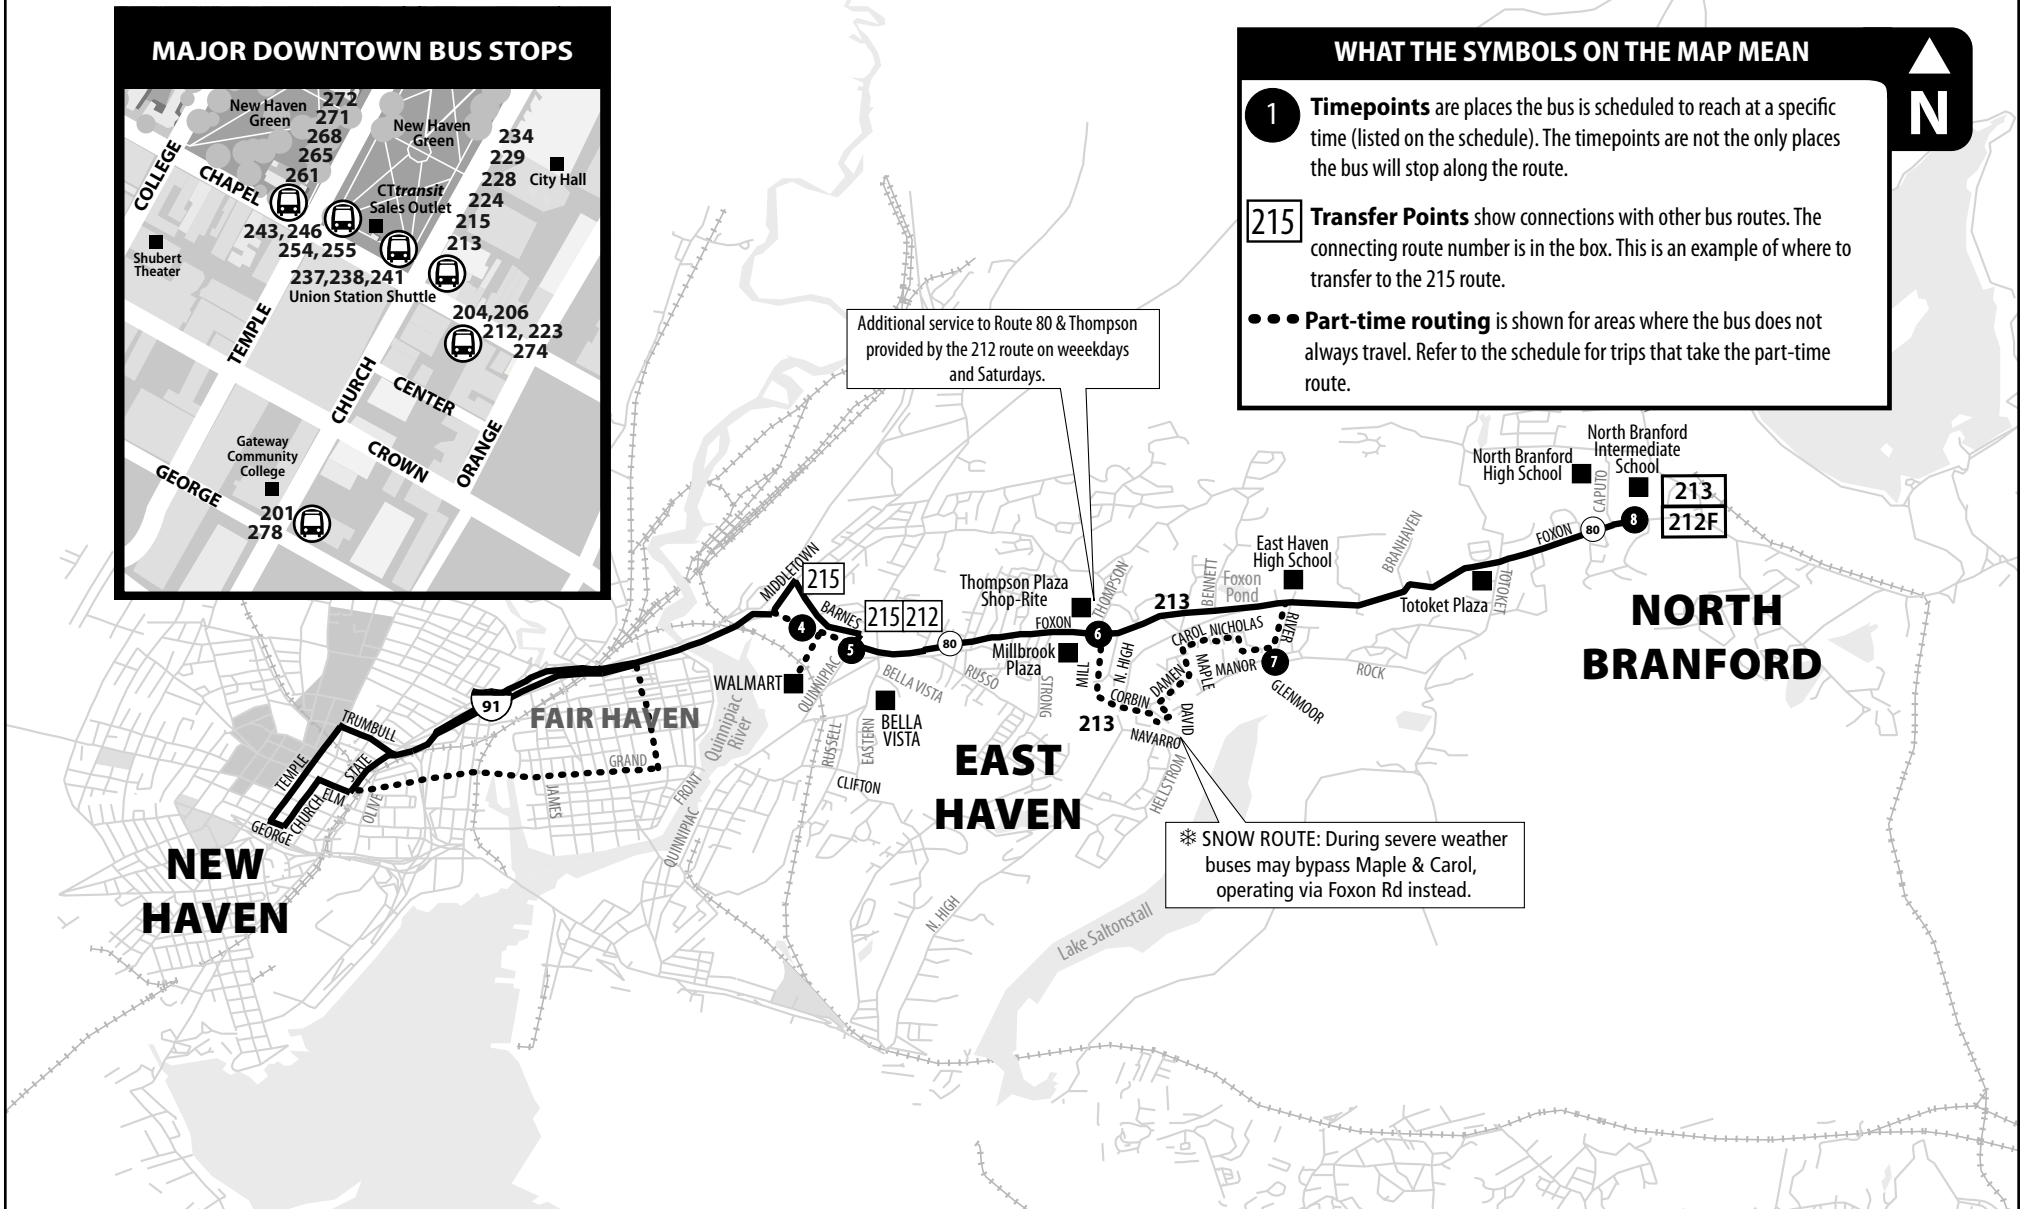 MAJOR DOWNTOWN BUS STOPS
New Haven
Green
272
271
268
265
261
New Haven
Green
234
229
228
224
215
213
City Hall
COLLEGE
CHAPEL
CTtransit
Sales Outlet
243, 246
254, 255
237,238,241
Union Station Shuttle
Shubert
Theater
TEMPLE
204,206
212, 223
274
CHURCH
CENTER
CROWN
ORANGE
Gateway
Community
College
GEORGE
201
278
WHAT THE SYMBOLS ON THE MAP MEAN
N
1
Timepoints are places the bus is scheduled to reach at a specific
time (listed on the schedule). The timepoints are not the only places
the bus will stop along the route.
215
Transfer Points show connections with other bus routes. The
connecting route number is in the box. This is an example of where to
transfer to the 215 route.
Part-time routing is shown for areas where the bus does not
always travel. Refer to the schedule for trips that take the part-time
route.
Additional service to Route 80 & Thompson
provided by the 212 route on weeekdays
and Saturdays.
North Branford
Intermediate
School
North Branford
High School
CAPUTO
213
212F
8
80
FOXON
BRANHAVEN
East Haven
High School
BENNETT
Foxon
Pond
THOMPSON
Thompson Plaza
Shop-Rite
MIDDLETOWN
215
BARNES
215 212
4
5
80
FOXON
6
213
Totoket Plaza
TOTOKET
NORTH
BRANFORD
CAROL
NICHOLAS
RIVER
7
MANOR
MAPLE
DAMEN
N. HIGH
MILL
CORBIN
213
DAVID
NAVARRO
GLENMOOR
ROCK
Millbrook
Plaza
RUSSO
STRONG
BELLA VISTA
QUINNIPIAC
WALMART
BELLA
VISTA
Quinnipiac
River
FAIR HAVEN
91
TRUMBULL
TEMPLE
STATE
ELM
CHURCH
GEORGE
OLIVE
GRAND
JAMES
FRONT
QUINNIPIAC
RUSSELL
EASTERN
CLIFTON
EAST
HAVEN
HELLSTROM
N. HIGH
Lake Saltonstall
❄ SNOW ROUTE: During severe weather
buses may bypass Maple & Carol,
operating via Foxon Rd instead.
NEW
HAVEN